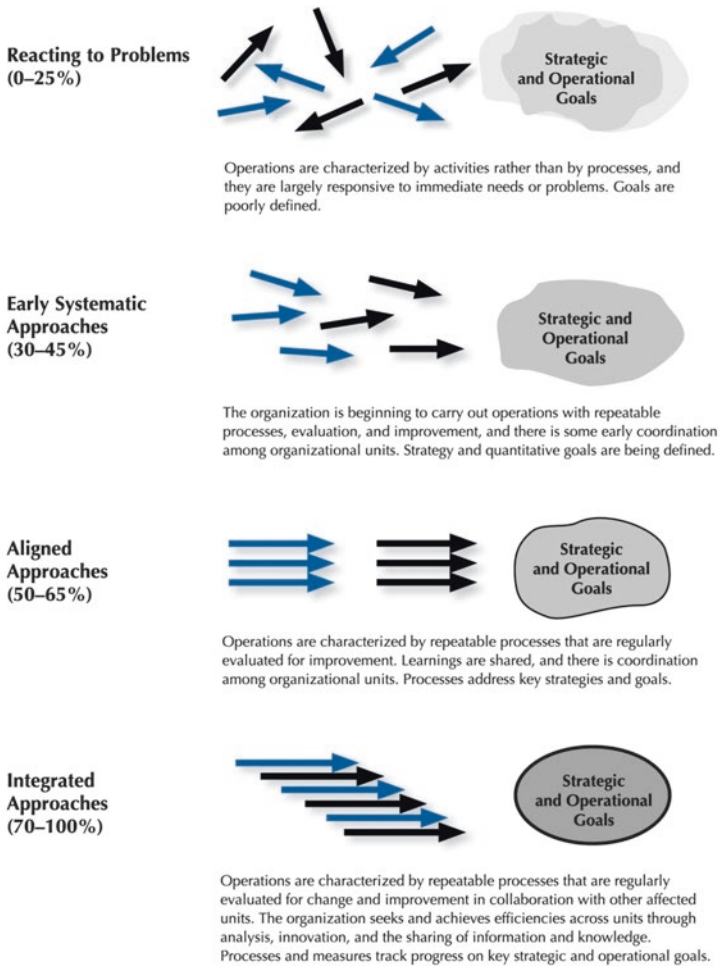 Reacting to Problems
(0–25%)
Strategic
and Operational
Goals
Operations are characterized by activities rather than by processes, and
they are largely responsive to immediate needs or problems. Goals are
poorly defined.
Early Systematic
Approaches
(30–45%)
Strategic and
Operational
Goals
The organization is beginning to carry out operations with repeatable
processes, evaluation, and improvement, and there is some early coordination
among organizational units. Strategy and quantitative goals are being defined.
Aligned
Approaches
(50–65%)
Strategic
and Operational
Goals
Operations are characterized by repeatable processes that are regularly
evaluated for improvement. Learnings are shared, and there is coordination
among organizational units. Processes address key strategies and goals.
Integrated
Approaches
(70–100%)
Strategic
and Operational
Goals
Operations are characterized by repeatable processes that are regularly
evaluated for change and improvement in collaboration with other affected
units. The organization seeks and achieves efficiencies across units through
analysis, innovation, and the sharing of information and knowledge.
Processes and measures track progress on key strategic and operational goals.